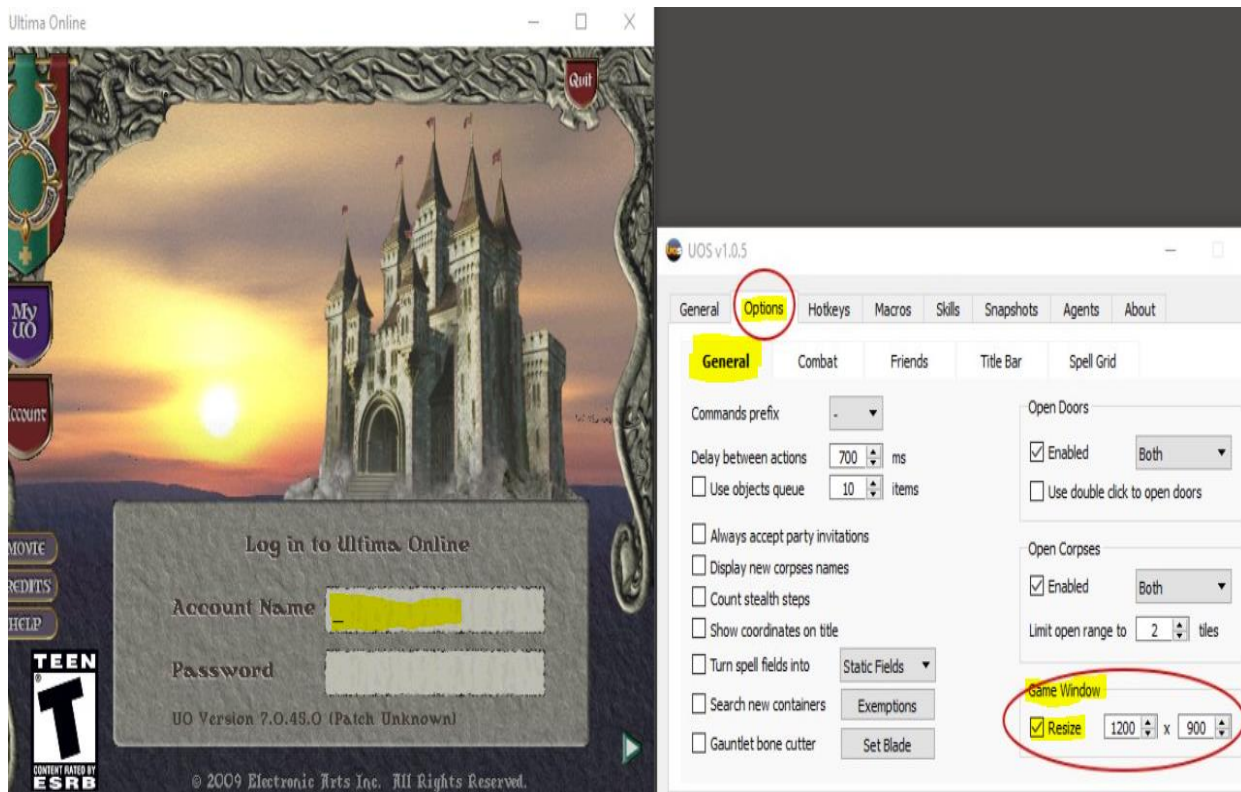 Ultima Online
Quit
My
UO
ccount
MOVIE
REDITS
HELP
Log in to Ultima Online
Account Name
Password
UO Version 7.0.45.0 (Patch Unknown)
TEEN
T
®
CONTENT RATED BY
ESRB
© 2009 Electronic Arts Inc. All Rights Reserved.
UOS v1.0.5
General Options Hotkeys Macros Skills Snapshots Agents About
General Combat Friends Title Bar Spell Grid
Commands prefix -
Delay between actions 700 ms
Use objects queue 10 items
Always accept party invitations
Display new corpses names
Count stealth steps
Show coordinates on title
Turn spell fields into Static Fields
Search new containers Exemptions
Gauntlet bone cutter Set Blade
Open Doors
Enabled Both
Use double click to open doors
Open Corpses
Enabled Both
Limit open range to 2 tiles
Game Window
Resize 1200 x 900